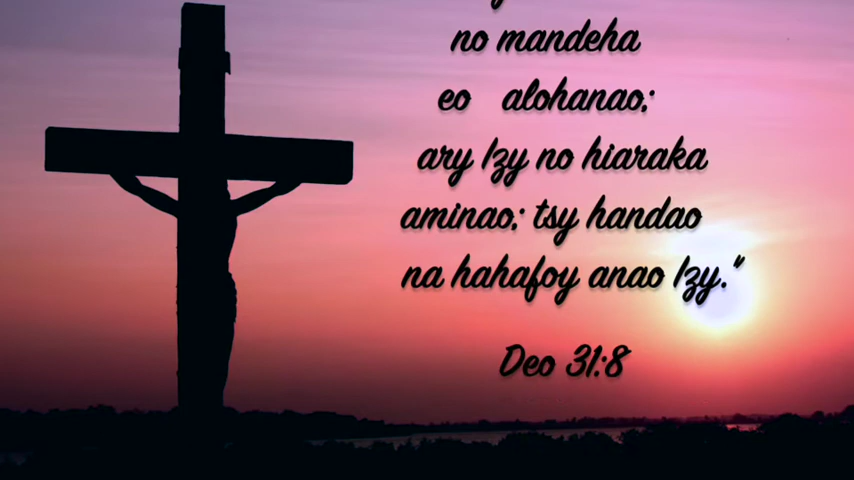 no mandeha
eo alohanao;
ary Izy no hiaraka
aminao; tsy handao
na hahafoy anao Izy."
Deo 31:8